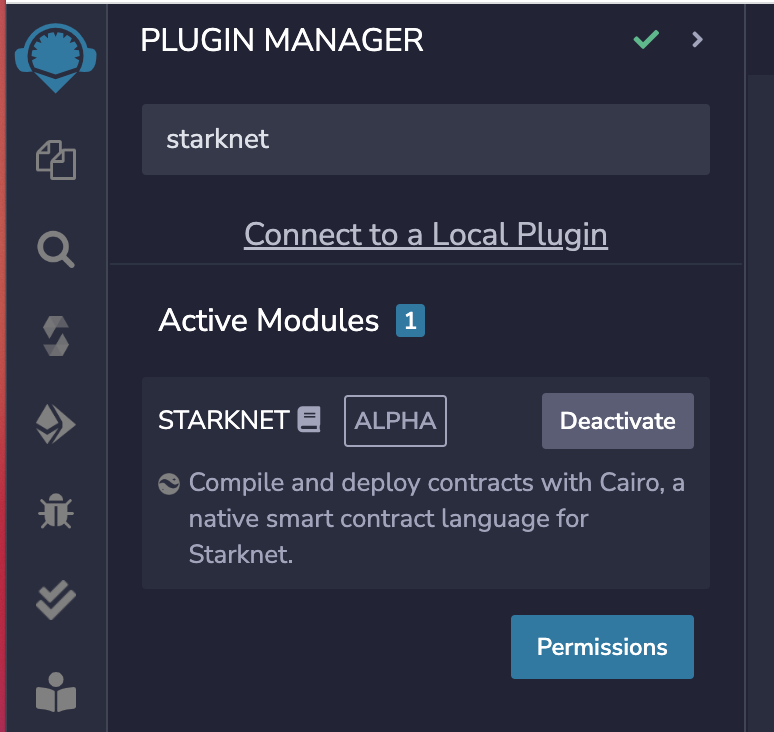 PLUGIN MANAGER
starknet
Connect to a Local Plugin
Active Modules 1
STARKNET ALPHA Deactivate
Compile and deploy contracts with Cairo, a
native smart contract language for
Starknet.
Permissions